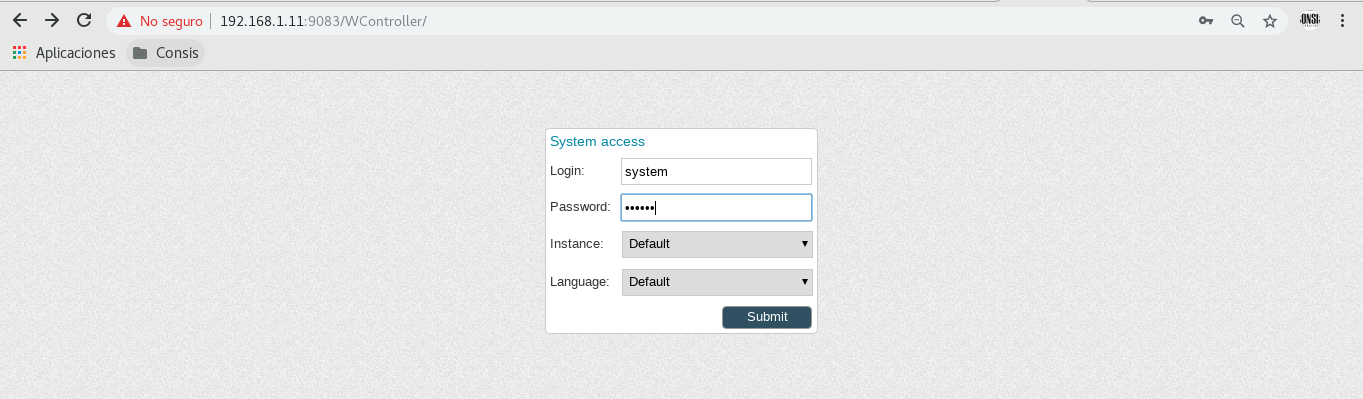 No seguro 192.168.1.11:9083/WController/
Aplicaciones Consis
System access
Login: system
Password: ••••••
Instance: Default
Language: Default
Submit